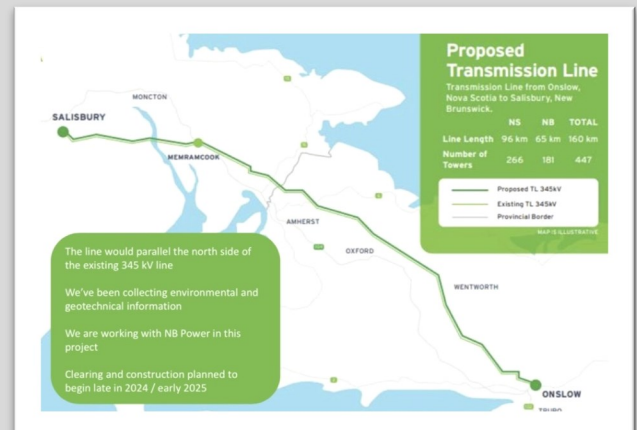 Proposed
Transmission Line
Transmission Line from Onslow,
Nova Scotia to Salisbury, New
Brunswick.
NS NB TOTAL
Line Length 96 km 65 km 160 km
Number of
Towers 266 181 447
Proposed TL 345kV
Existing TL 345kV
Provincial Border
MAP IS ILLUSTRATIVE
MONCTON
SALISBURY
MEMRAMCOOK
AMHERST
OXFORD
WENTWORTH
The line would parallel the north side of
the existing 345 kV line
We've been collecting environmental and
geotechnical information
We are working with NB Power in this
project
Clearing and construction planned to
begin late in 2024 / early 2025
ONSLOW